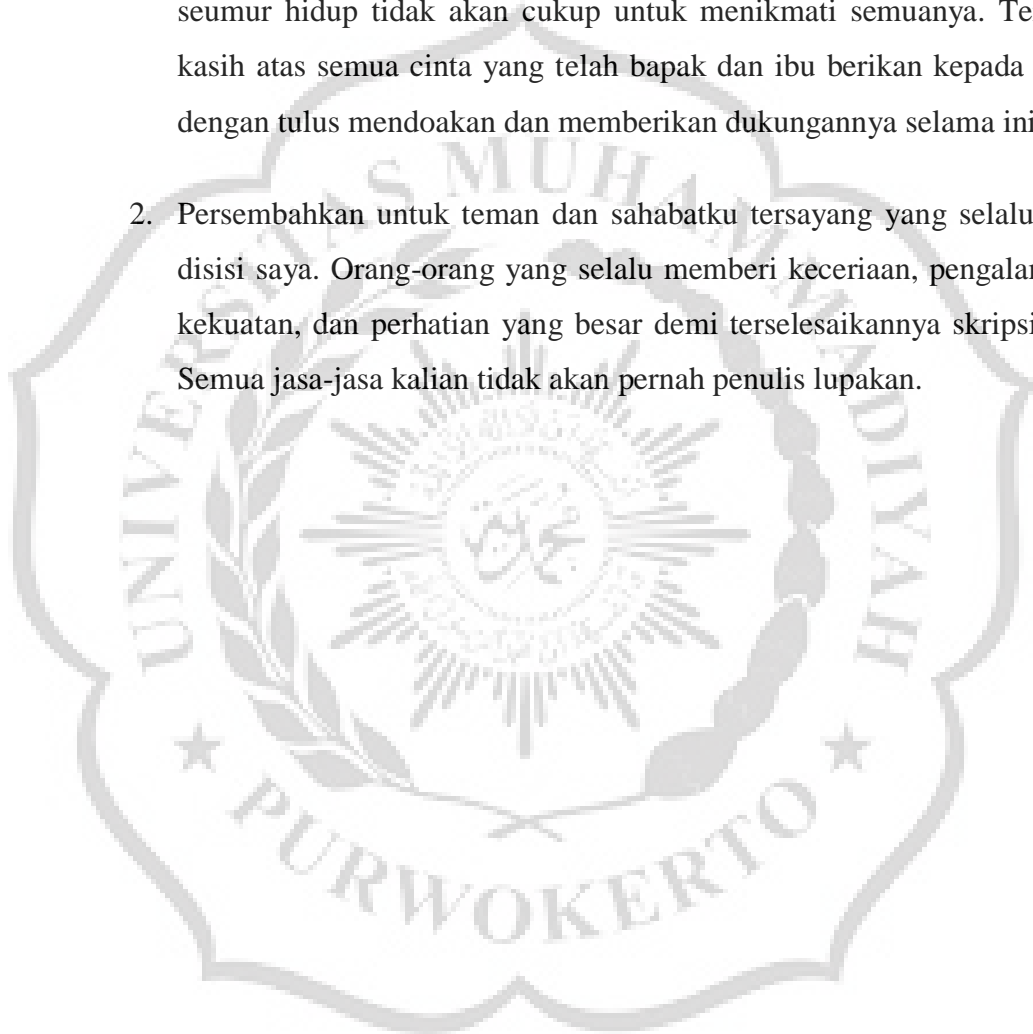 seumur hidup tidak akan cukup untuk menikmati semuanya. Te
kasih atas semua cinta yang telah bapak dan ibu berikan kepada
dengan tulus mendoakan dan memberikan dukungannya selama ini
2. Persembahkan untuk teman dan sahabatku tersayang yang selalu
disisi saya. Orang-orang yang selalu memberi keceriaan, pengala
kekuatan, dan perhatian yang besar demi terselesaikannya skripsi
Semua jasa-jasa kalian tidak akan pernah penulis lupakan.
UNIVERSITAS MUHAMMADIYAH
PURWOKERTO